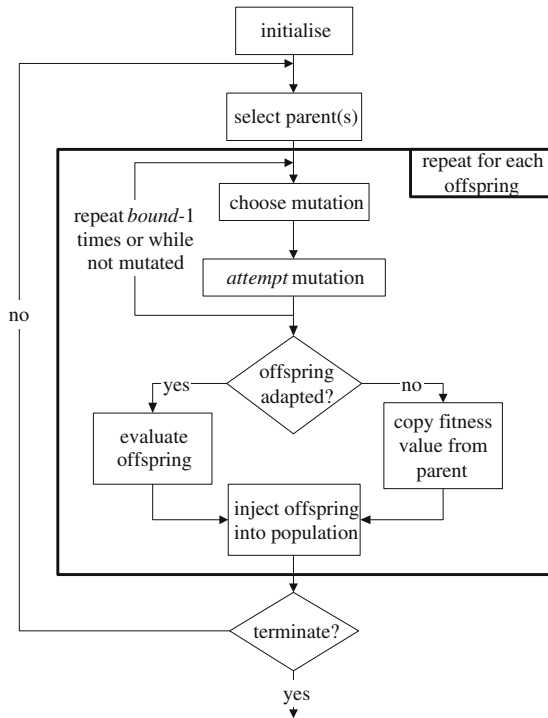 initialise
select parent(s)
repeat for each
offspring
choose mutation
repeat bound-1
times or while
not mutated
attempt mutation
no
offspring
adapted?
yes
no
evaluate
offspring
copy fitness
value from
parent
inject offspring
into population
terminate?
yes